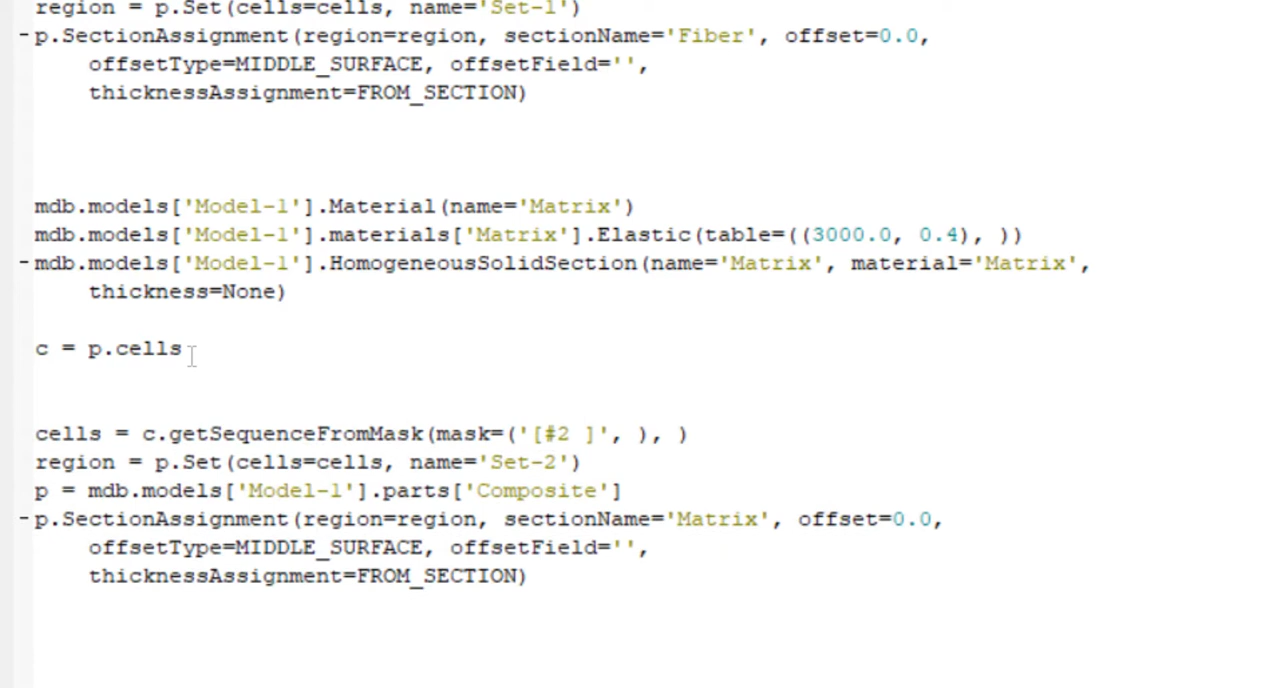 region = p.Set(cells=cells, name='Set-1')
-p.SectionAssignment(region=region, sectionName='Fiber', offset=0.0,
offsetType=MIDDLE_SURFACE, offsetField='',
thicknessAssignment=FROM_SECTION)
mdb.models['Model-1'].Material(name='Matrix')
mdb.models['Model-1'].materials['Matrix'].Elastic(table=((3000.0, 0.4), ))
-mdb.models['Model-1'].HomogeneousSolidSection(name='Matrix', material='Matrix',
thickness=None)
c = p.cells
cells = c.getSequenceFromMask(mask=('[#2 ]', ), )
region = p.Set(cells=cells, name='Set-2')
p = mdb.models['Model-1'].parts['Composite']
-p.SectionAssignment(region=region, sectionName='Matrix', offset=0.0,
offsetType=MIDDLE_SURFACE, offsetField='',
thicknessAssignment=FROM_SECTION)